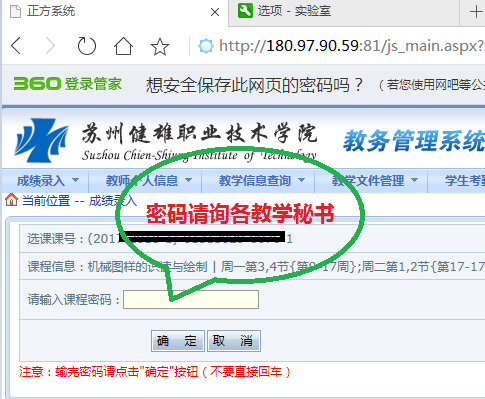 正方系统
选项 - 实验室
http://180.97.90.59:81/js_main.aspx?
360 登录管家 想安全保存此网页的密码吗？ （若您使用网吧公
苏州健雄职业技术学院 教务管理系统
Suzhou Chien-Shiung Institute of Technology
成绩录入 教师个人信息 教学信息查询 教学文件管理 学生考
当前位置 -- 成绩录入
密码请询各教学秘书
选课课号：(201
1
课程信息：机械图样的识读与绘制 | 周一第3,4节{第9-17周};周二第1,2节{第17-17
请输入课程密码：
确 定 取 消
注意：输完密码请点击"确定"按钮（不要直接回车）